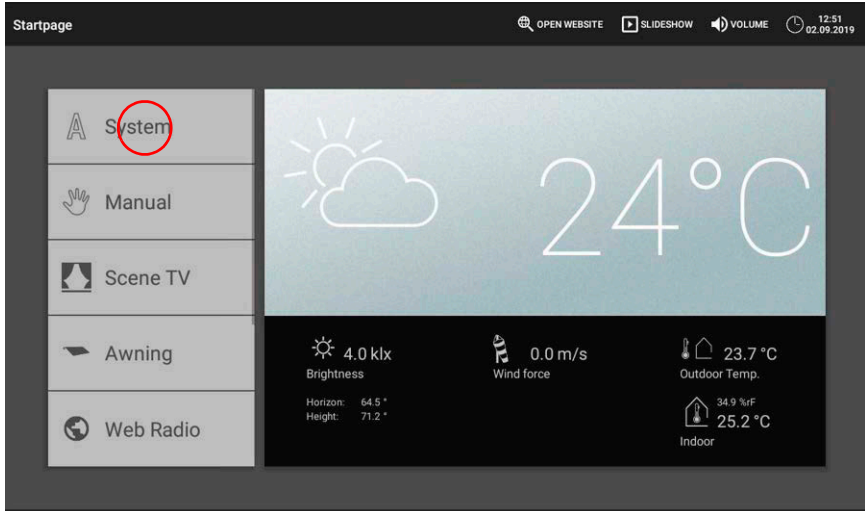 Startpage
OPEN WEBSITE
SLIDESHOW
VOLUME
12:51
02.09.2019
System
Manual
Scene TV
Awning
Web Radio
24°C
4.0 klx
Brightness
Horizon: 64.5 °
Height: 71.2 °
0.0 m/s
Wind force
23.7 °C
Outdoor Temp.
34.9 %rF
25.2 °C
Indoor